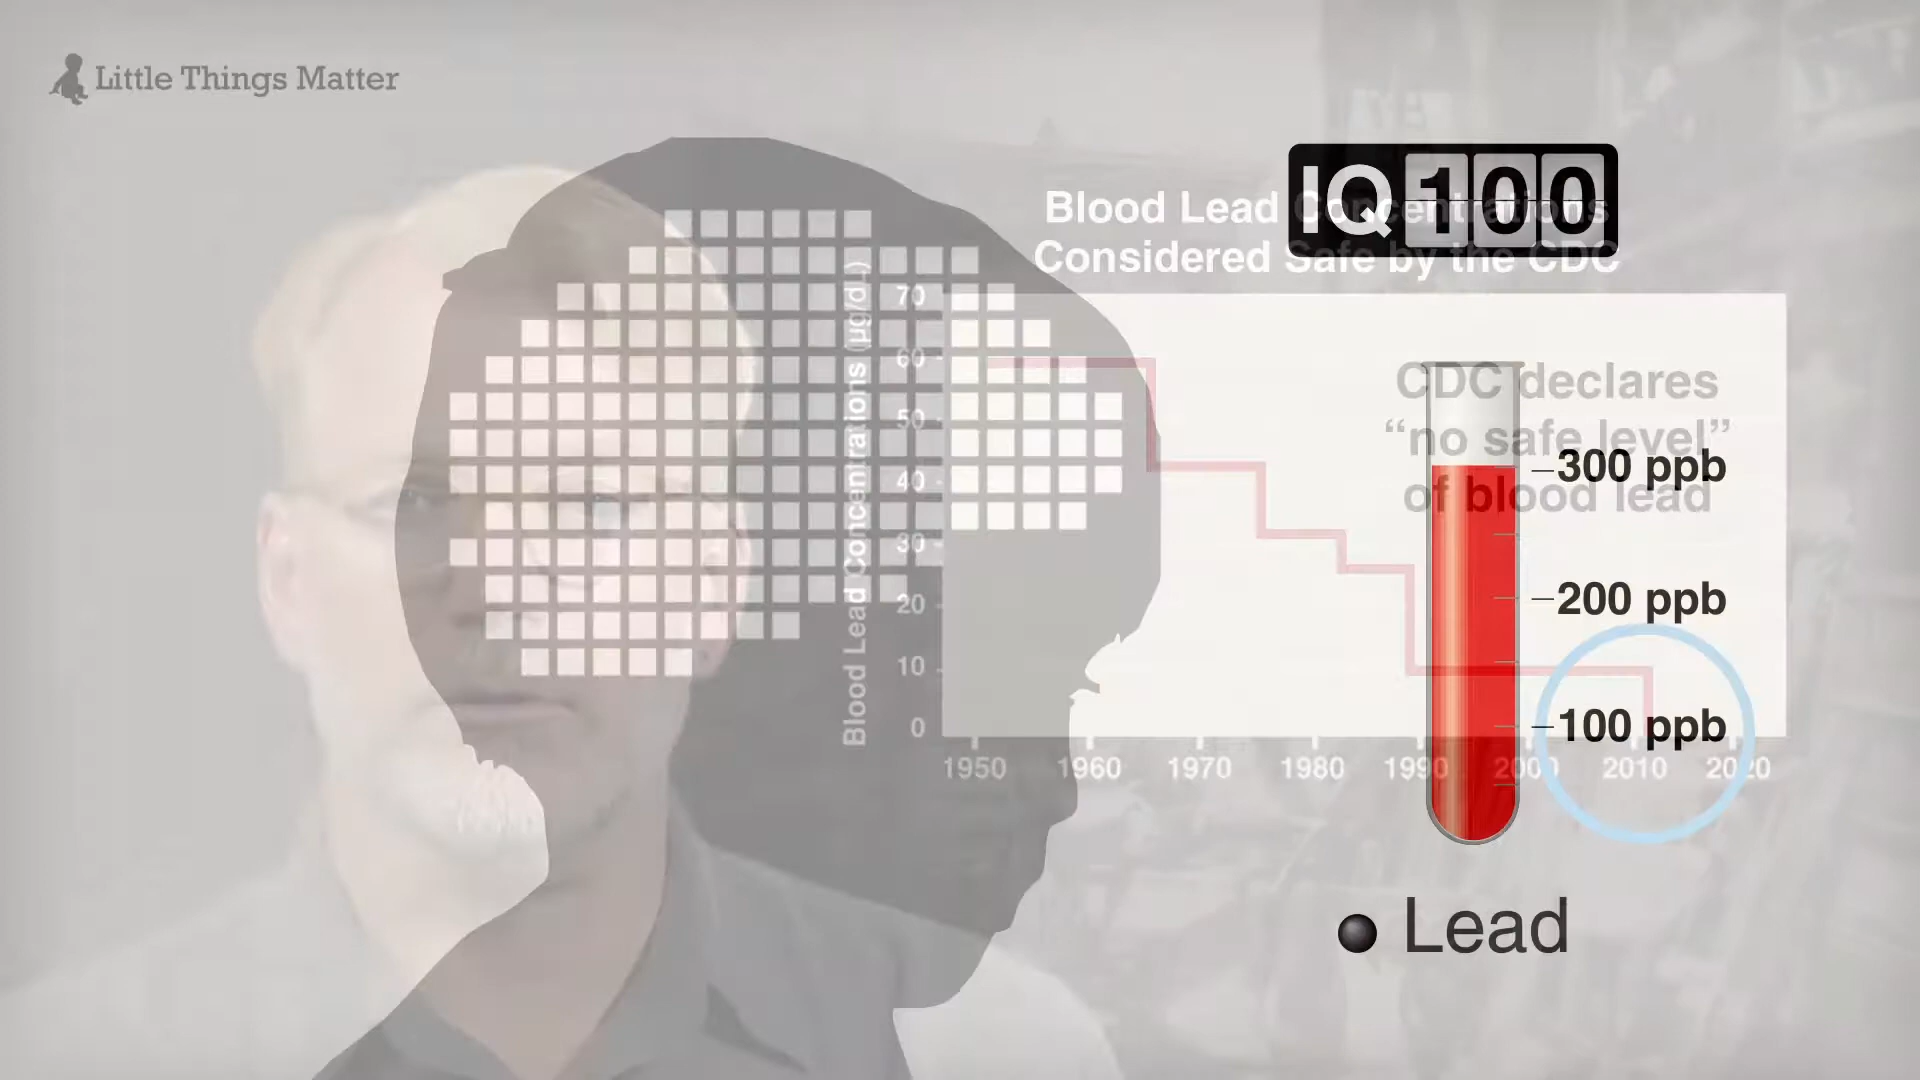 Little Things Matter
IQ 100
Blood Lead Concentrations
Considered Safe by the CDC
Blood Lead Concentrations (µg/dL)
70
60
50
40
30
20
10
0
1950 1960 1970 1980 1990 2000 2010 2020
CDC declares
“no safe level”
of blood lead
300 ppb
200 ppb
100 ppb
Lead